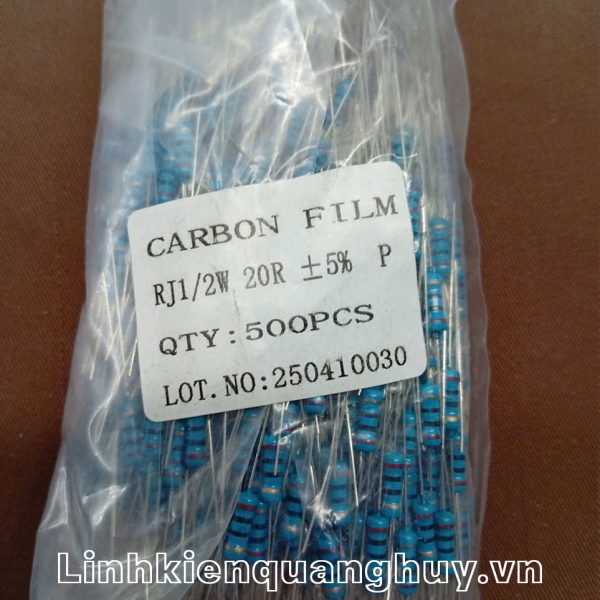 CARBON FILM
RJ1/2W 20R ±5% P
QTY:500PCS
LOT.NO:250410030
Linhkienquanghuy.vn